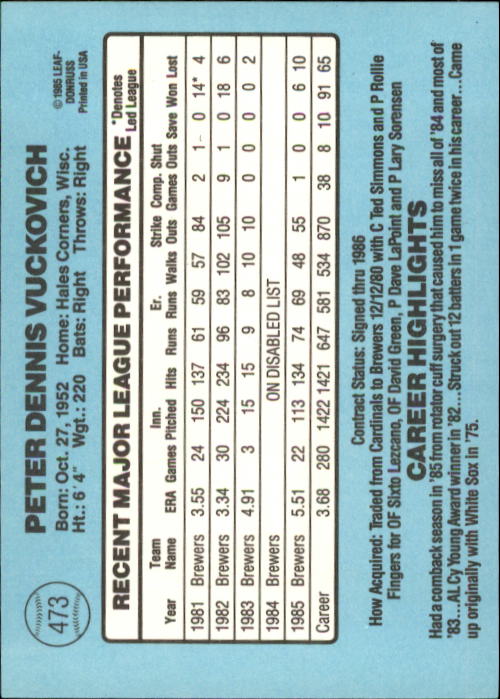 473
PETER DENNIS VUCKOVICH
© 1985 LEAF-
DONRUSS
Printed in USA
Born: Oct. 27, 1952 Home: Hales Corners, Wisc.
Ht.: 6' 4" Wgt.: 220 Bats: Right Throws: Right
RECENT MAJOR LEAGUE PERFORMANCE *Denotes
Led League
Team Inn. Er. Strike Comp. Shut
Year Name ERA Games Pitched Hits Runs Runs Walks Outs Games Outs Save Won Lost
1981 Brewers 3.55 24 150 137 61 59 57 84 2 1 0 14* 4
1982 Brewers 3.34 30 224 234 96 83 102 105 9 1 0 18 6
1983 Brewers 4.91 3 15 15 9 8 10 10 0 0 0 0 2
1984 ON DISABLED LIST
1985 Brewers 5.51 22 113 134 74 69 48 55 1 0 0 6 10
Career 3.68 280 1422 1421 647 581 534 870 38 8 10 91 65
Contract Status: Signed thru 1986
How Acquired: Traded from Cardinals to Brewers 12/12/80 with C Ted Simmons and P Rollie
Fingers for OF Sixto Lezcano, OF David Green, P Dave LaPoint and P Lary Sorensen
CAREER HIGHLIGHTS
Had a comback season in '85 from rotator cuff surgery that caused him to miss all of '84 and most of
'83...AL Cy Young Award winner in '82....Struck out 12 batters in 1 game twice in his career...Came
up originally with White Sox in '75.